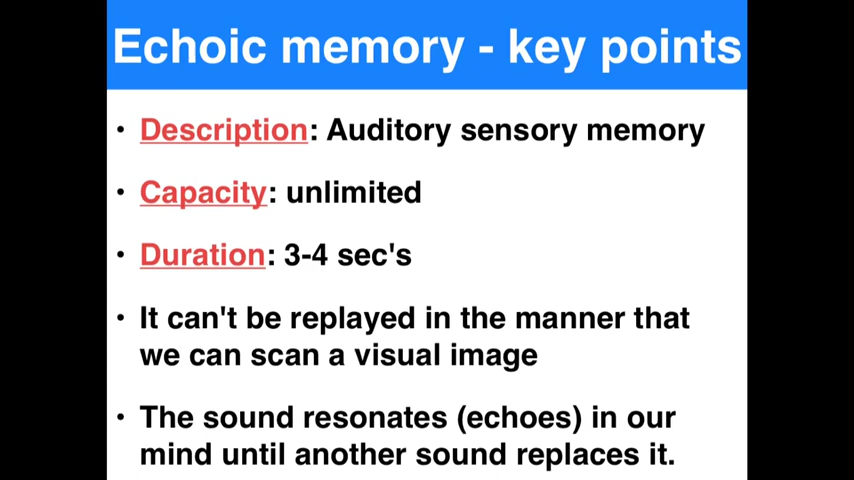 Echoic memory - key points
• Description: Auditory sensory memory
• Capacity: unlimited
• Duration: 3-4 sec's
• It can't be replayed in the manner that
we can scan a visual image
• The sound resonates (echoes) in our
mind until another sound replaces it.